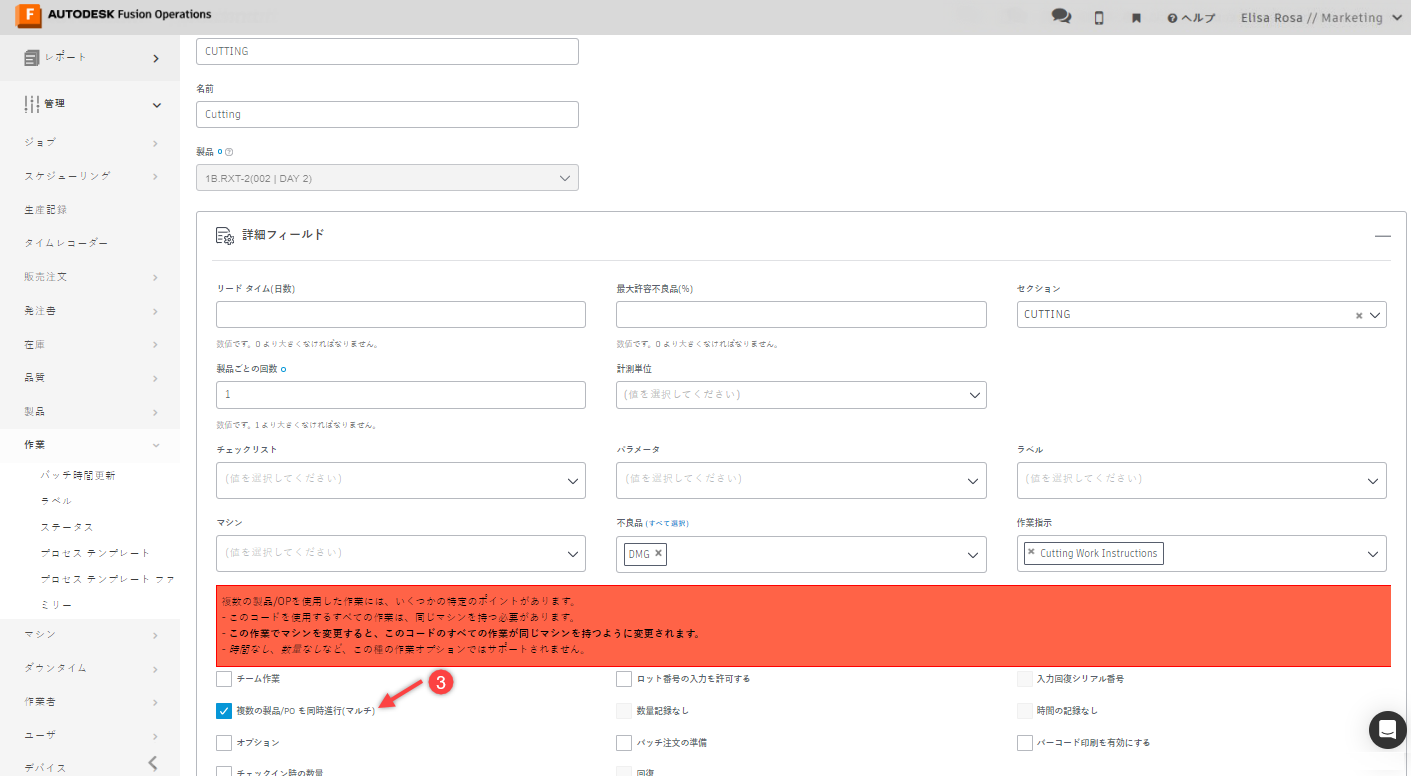 F AUTODESK Fusion Operations
ヘルプ
Elisa Rosa // Marketing
レポート
管理
ジョブ
スケジューリング
生産記録
タイムレコーダー
販売注文
発注書
在庫
品質
製品
作業
バッチ時間更新
ラベル
ステータス
プロセス テンプレート
プロセス テンプレート ファ
ミリー
マシン
ダウンタイム
作業者
ユーザ
デバイス
CUTTING
名前
Cutting
製品
1B.RXT-2(002 | DAY 2)
詳細フィールド
リード タイム(日数)
最大許容不良品(%)
セクション
CUTTING
数値です。0 より大きくなければなりません。
数値です。0 より大きくなければなりません。
製品ごとの回数
計測単位
1
(値を選択してください)
数値です。1 より大きくなければなりません。
チェックリスト
パラメータ
ラベル
(値を選択してください)
(値を選択してください)
(値を選択してください)
マシン
不良品 (すべて選択)
作業指示
(値を選択してください)
DMG
Cutting Work Instructions
複数の製品/OPを使用した作業には、いくつかの特定のポイントがあります。
- このコードを使用するすべての作業は、同じマシンを持つ必要があります。
- この作業でマシンを変更すると、このコードのすべての作業が同じマシンを持つように変更されます。
- 時間なし、数量なしなど、この種の作業オプションではサポートされません。
チーム作業
ロット番号の入力を許可する
入力回復シリアル番号
3
複数の製品/PO を同時進行(マルチ)
数量記録なし
時間の記録なし
オプション
バッチ注文の準備
バーコード印刷を有効にする
チェックイン時の数量
回復